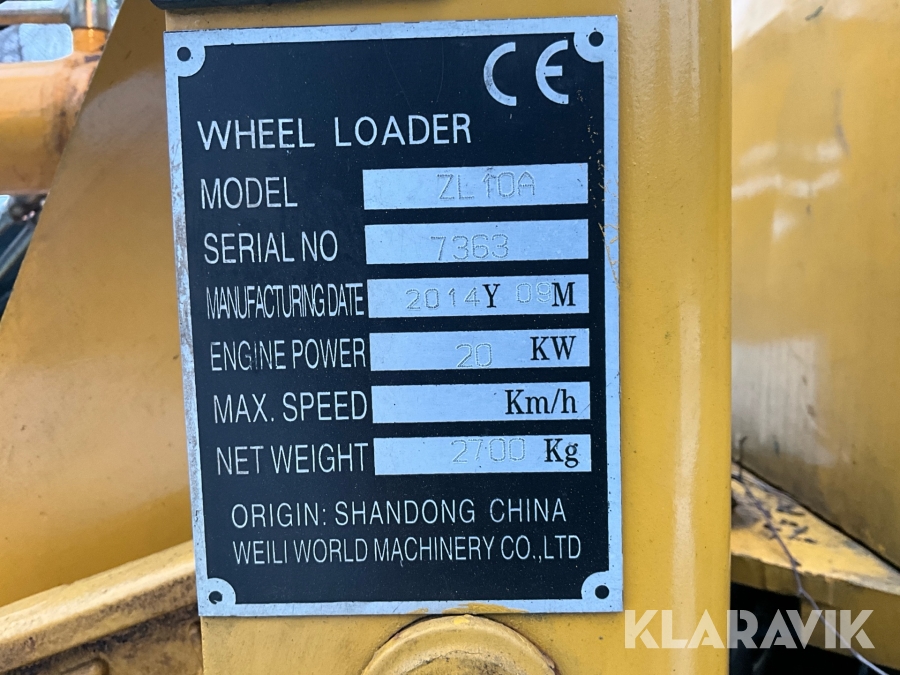 CE
WHEEL LOADER
MODEL ZL10A
SERIAL NO 7363
MANUFACTURING DATE 2014Y 09M
ENGINE POWER 20 KW
MAX. SPEED Km/h
NET WEIGHT 2700 Kg
ORIGIN: SHANDONG CHINA
WEILI WORLD MACHINERY CO.,LTD
KLARAVIK